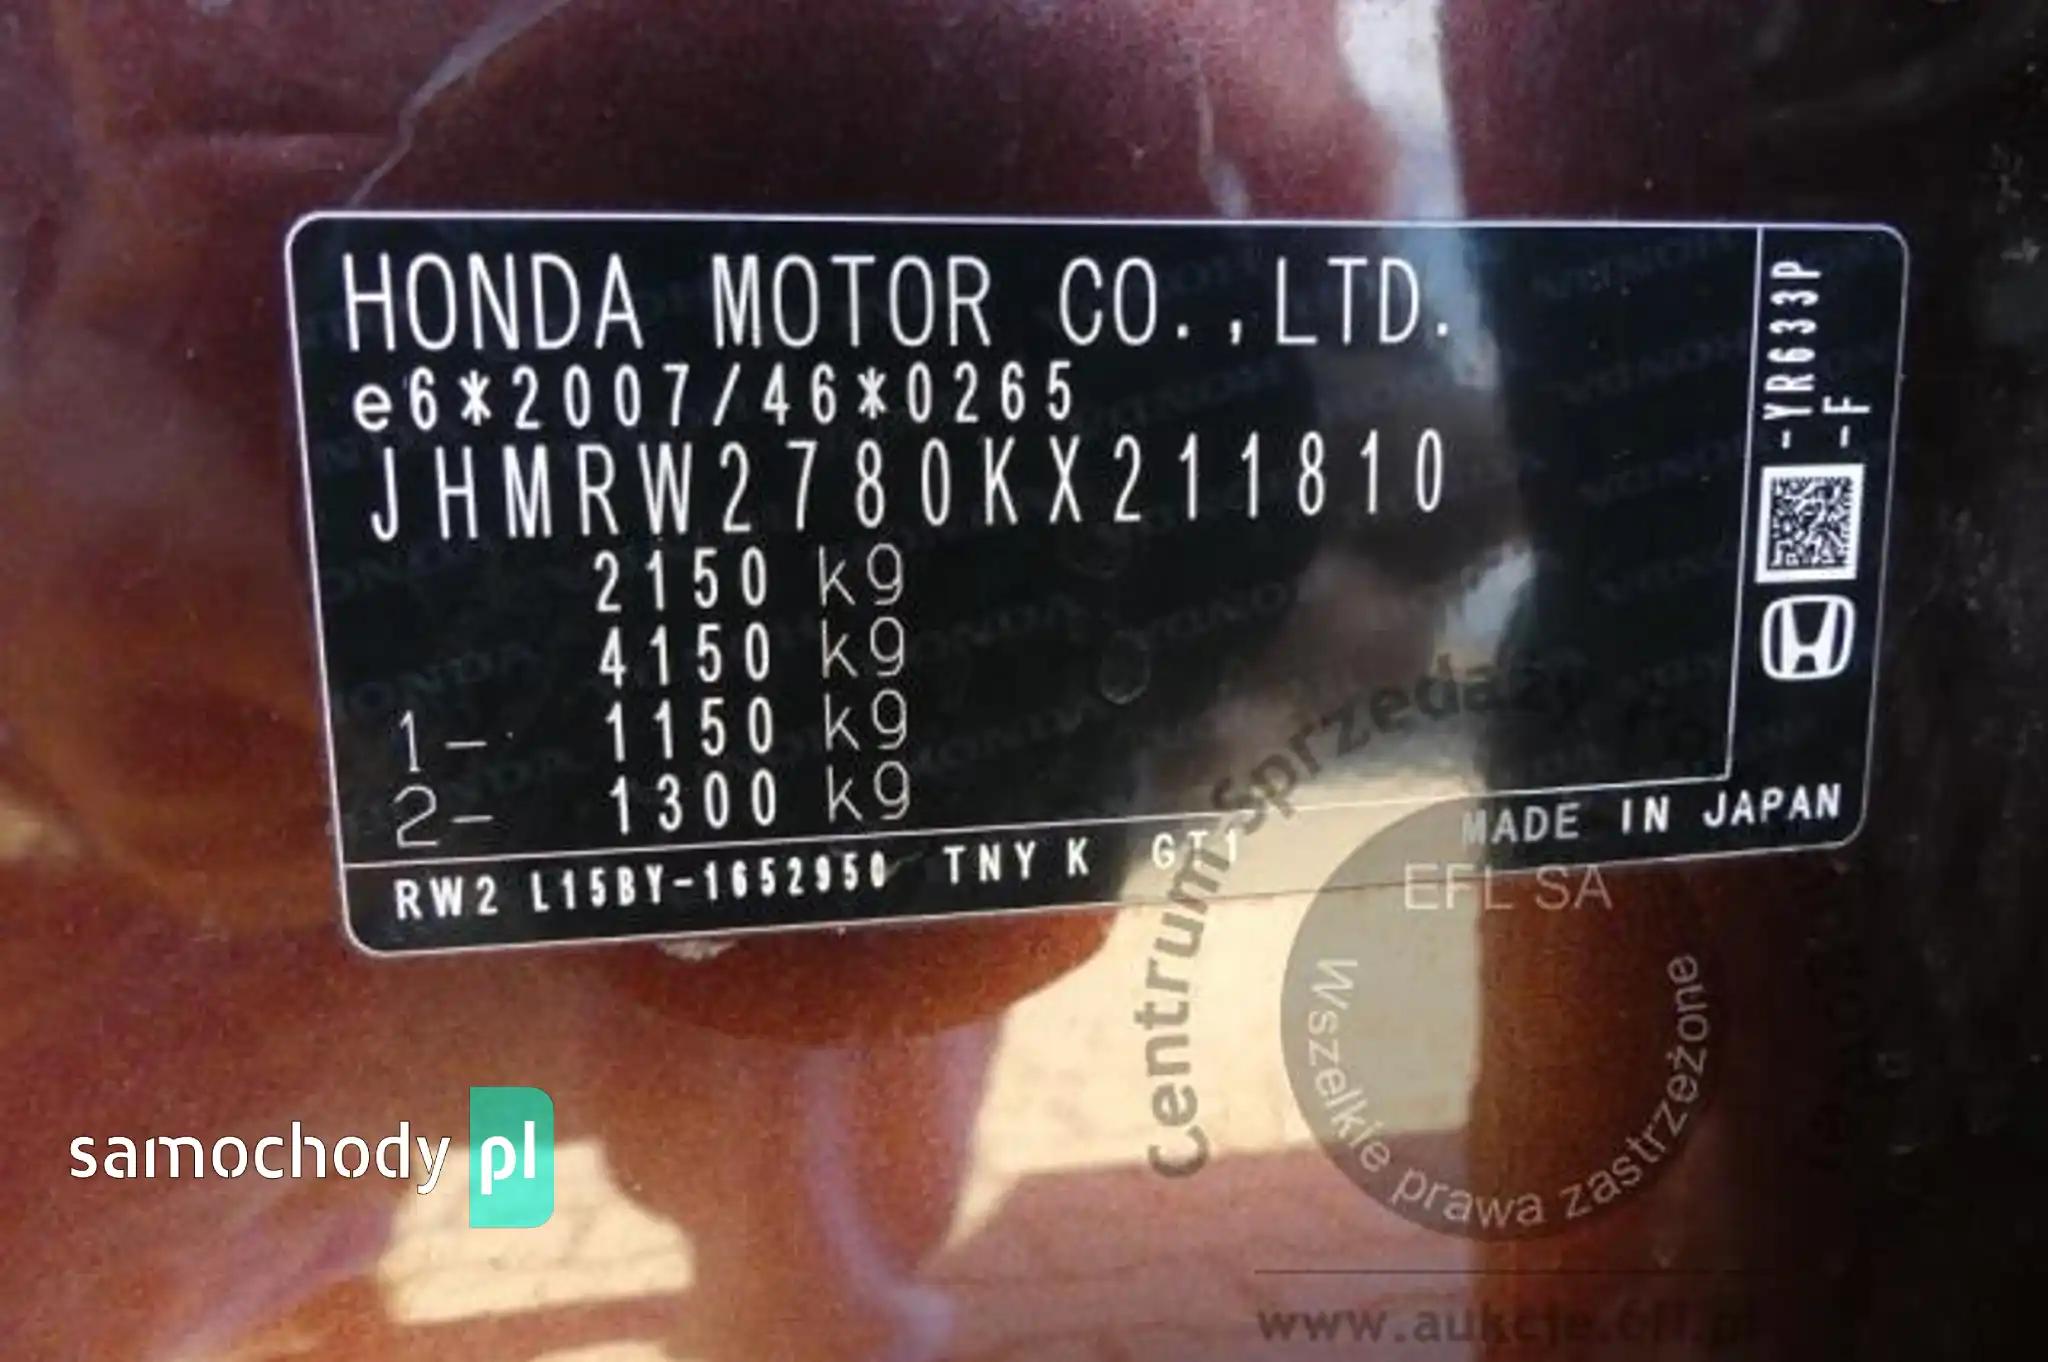 HONDA MOTOR CO.,LTD.
e6*2007/46*0265
JHMRW2780KX211810
2150 kg
4150 kg
1- 1150 kg
2- 1300 kg
RW2 L15BY-1652950 TNY K GT1
MADE IN JAPAN
-YR633P
-F
Centrum Sprzedaży
EFL SA
Wszelkie prawa zastrzeżone
samochody pl